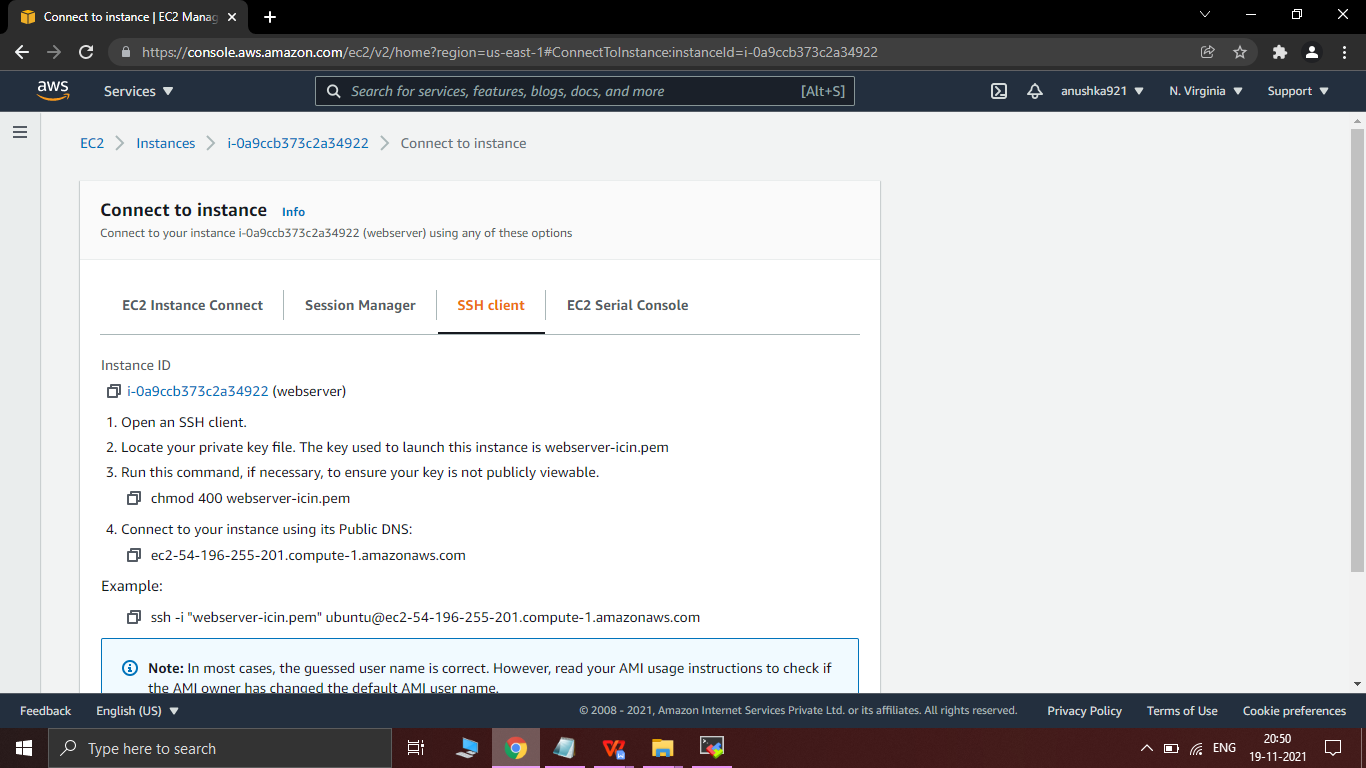 Connect to instance | EC2 Manag
https://console.aws.amazon.com/ec2/v2/home?region=us-east-1#ConnectToInstance:instanceId=i-0a9ccb373c2a34922
aws Services Search for services, features, blogs, docs, and more [Alt+S] anushka921 N. Virginia Support
EC2 Instances i-0a9ccb373c2a34922 Connect to instance
Connect to instance Info
Connect to your instance i-0a9ccb373c2a34922 (webserver) using any of these options
EC2 Instance Connect Session Manager SSH client EC2 Serial Console
Instance ID
i-0a9ccb373c2a34922 (webserver)
1. Open an SSH client.
2. Locate your private key file. The key used to launch this instance is webserver-icin.pem
3. Run this command, if necessary, to ensure your key is not publicly viewable.
chmod 400 webserver-icin.pem
4. Connect to your instance using its Public DNS:
ec2-54-196-255-201.compute-1.amazonaws.com
Example:
ssh -i "webserver-icin.pem" ubuntu@ec2-54-196-255-201.compute-1.amazonaws.com
Note: In most cases, the guessed user name is correct. However, read your AMI usage instructions to check if
the AMI owner has changed the default AMI user name.
Feedback English (US) © 2008 - 2021, Amazon Internet Services Private Ltd. or its affiliates. All rights reserved. Privacy Policy Terms of Use Cookie preferences
Type here to search ENG 20:50
19-11-2021